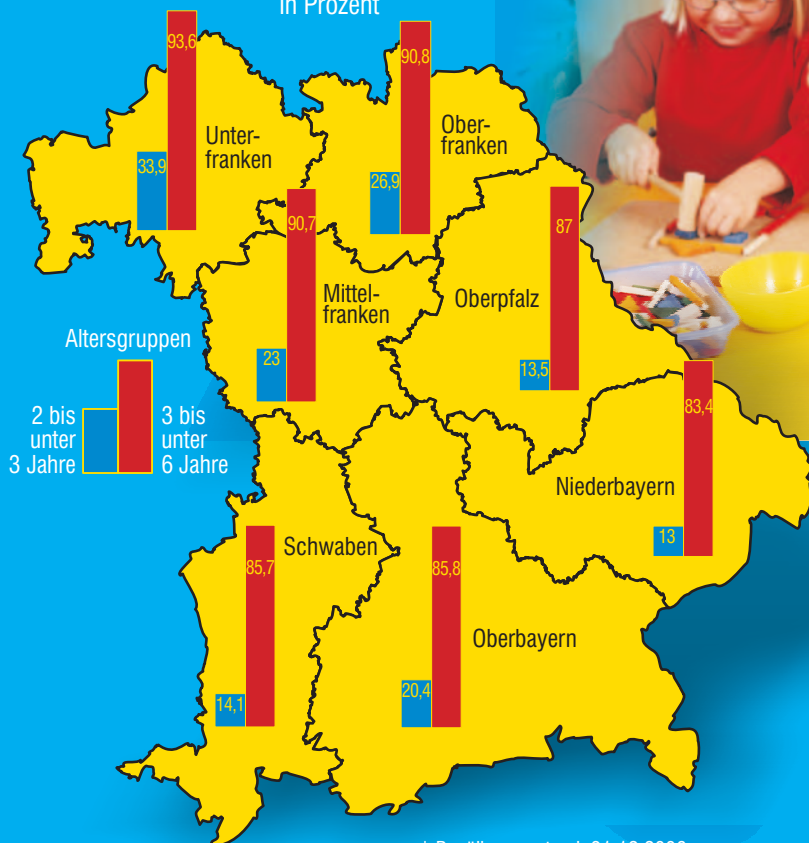 in Prozent
93,6
33,9
Unter-
franken
90,8
26,9
Ober-
franken
90,7
23
Mittel-
franken
87
13,5
Oberpfalz
Altersgruppen
2 bis
unter
3 Jahre
3 bis
unter
6 Jahre
83,4
13
Niederbayern
85,7
14,1
Schwaben
85,8
20,4
Oberbayern